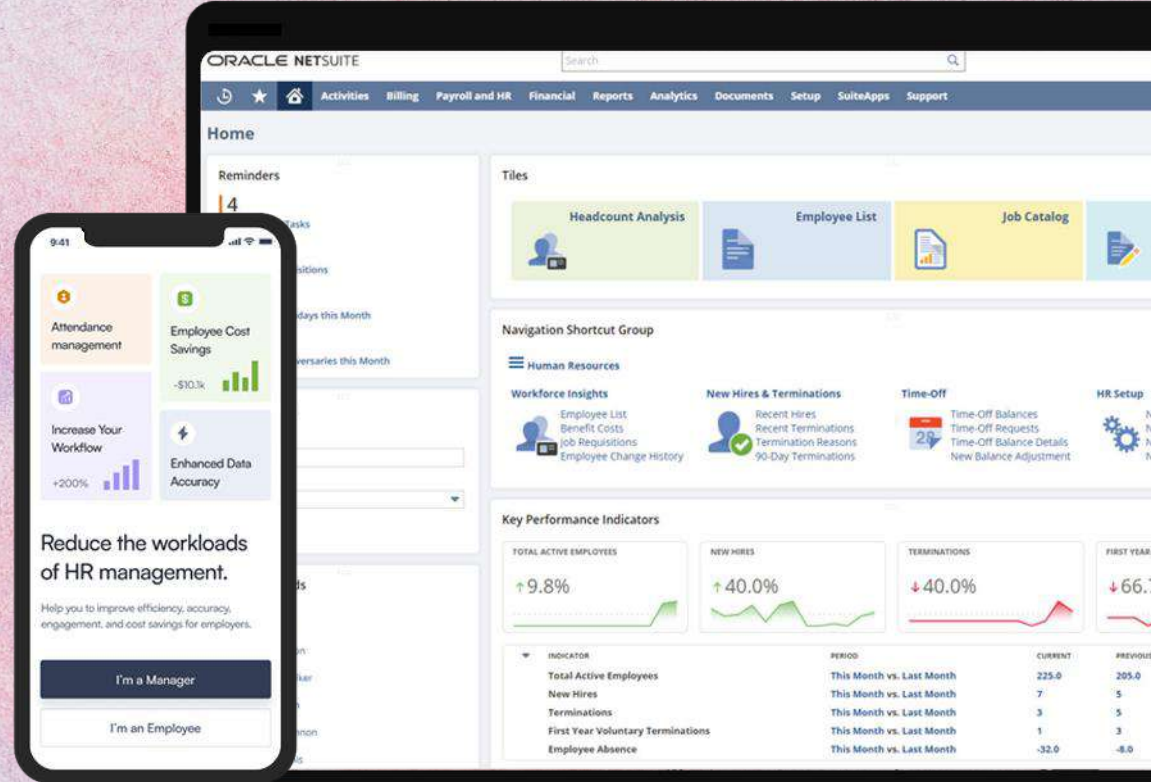 ORACLE NETSUITE
Search
Activities Billing Payroll and HR Financial Reports Analytics Documents Setup SuiteApps Support
Home
Reminders
4
Tasks
this Month
this Month
Tiles
Headcount Analysis
Employee List
Job Catalog
Navigation Shortcut Group
Human Resources
Workforce Insights
Employee List
Benefit Costs
Job Requisitions
Employee Change History
New Hires & Terminations
Recent Hires
Recent Terminations
Termination Reasons
90-Day Terminations
Time-Off
28
Time-Off Balances
Time-Off Requests
Time-Off Balance Details
New Balance Adjustment
HR Setup
Key Performance Indicators
TOTAL ACTIVE EMPLOYEES
↑9.8%
NEW HIRES
↑40.0%
TERMINATIONS
↓40.0%
FIRST YEAR
↓66.
INDICATOR PERIOD CURRENT PREVIOUS
Total Active Employees This Month vs. Last Month 225.0 205.0
New Hires This Month vs. Last Month 7 5
Terminations This Month vs. Last Month 3 5
First Year Voluntary Terminations This Month vs. Last Month 1 3
Employee Absence This Month vs. Last Month -32.0 -8.0
9:41
Attendance
management
Employee Cost
Savings
-$10.1k
Increase Your
Workflow
+200%
Enhanced Data
Accuracy
Reduce the workloads
of HR management.
Help you to improve efficiency, accuracy,
engagement, and cost savings for employers.
I'm a Manager
I'm an Employee